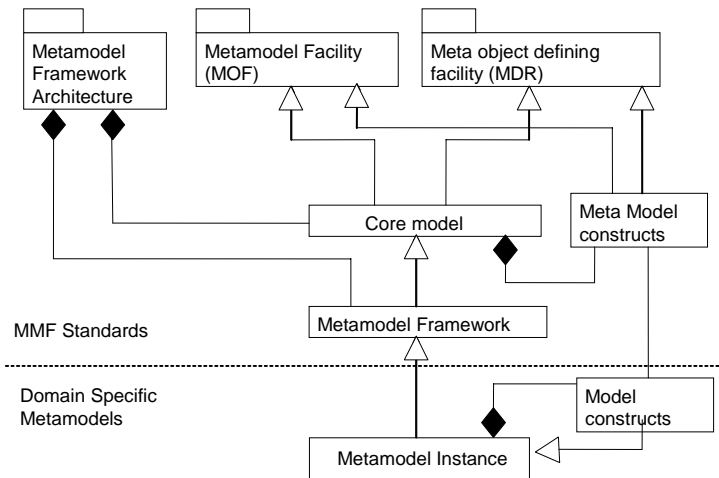 Metamodel
Framework
Architecture
Metamodel Facility
(MOF)
Meta object defining
facility (MDR)
Core model
Meta Model
constructs
Metamodel Framework
MMF Standards
Domain Specific
Metamodels
Model
constructs
Metamodel Instance